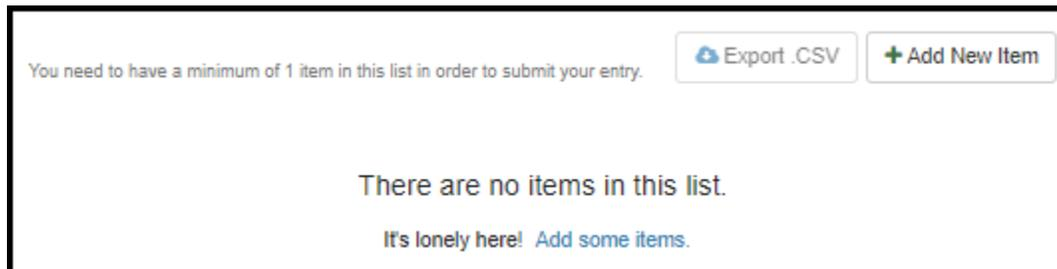 You need to have a minimum of 1 item in this list in order to submit your entry.
Export .CSV
Add New Item
There are no items in this list.
It's lonely here! Add some items.